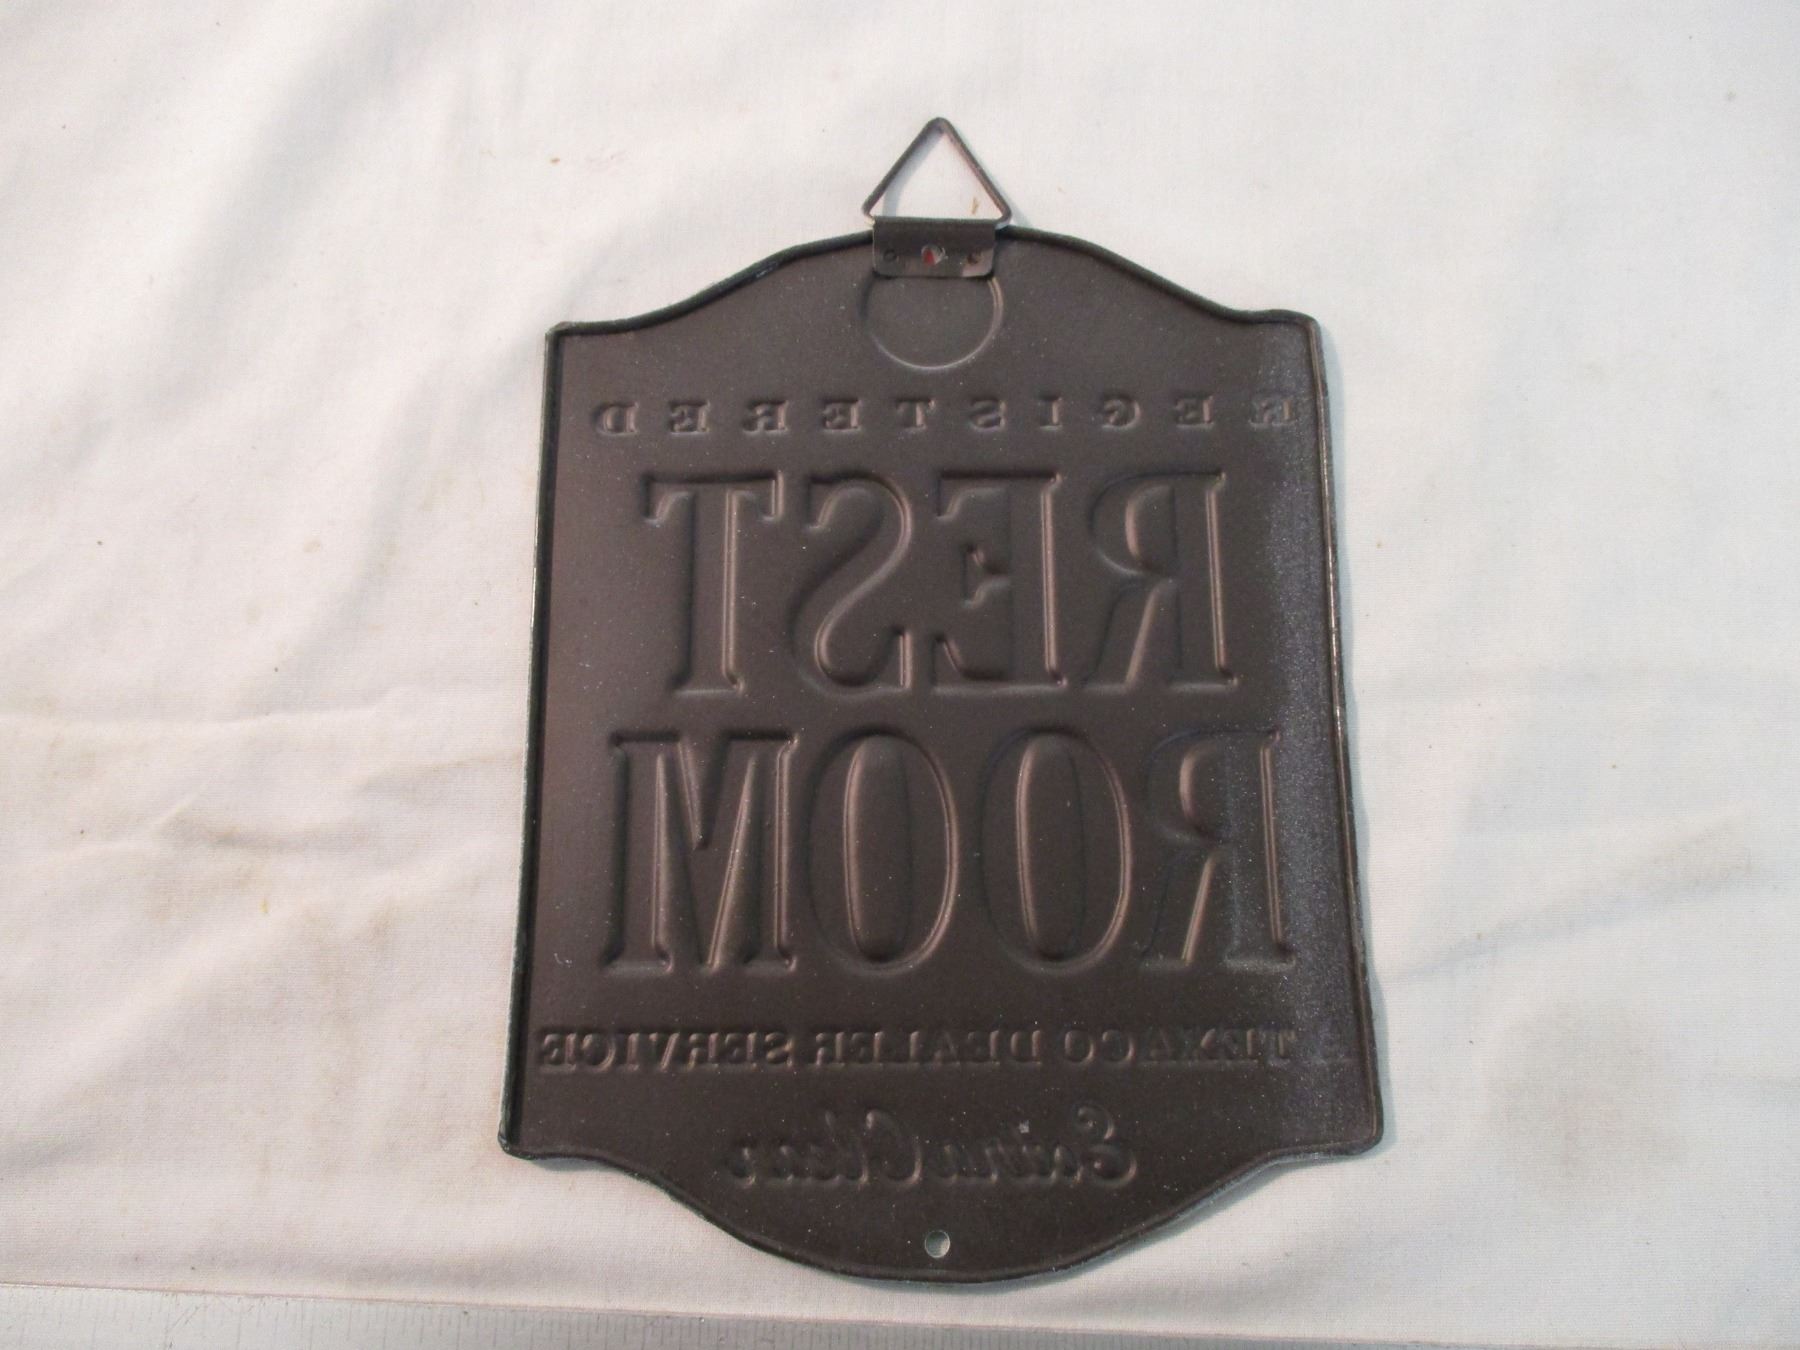 REGISTERED
REST
ROOM
A TEXACO DEALER SERVICE
Extra Clean